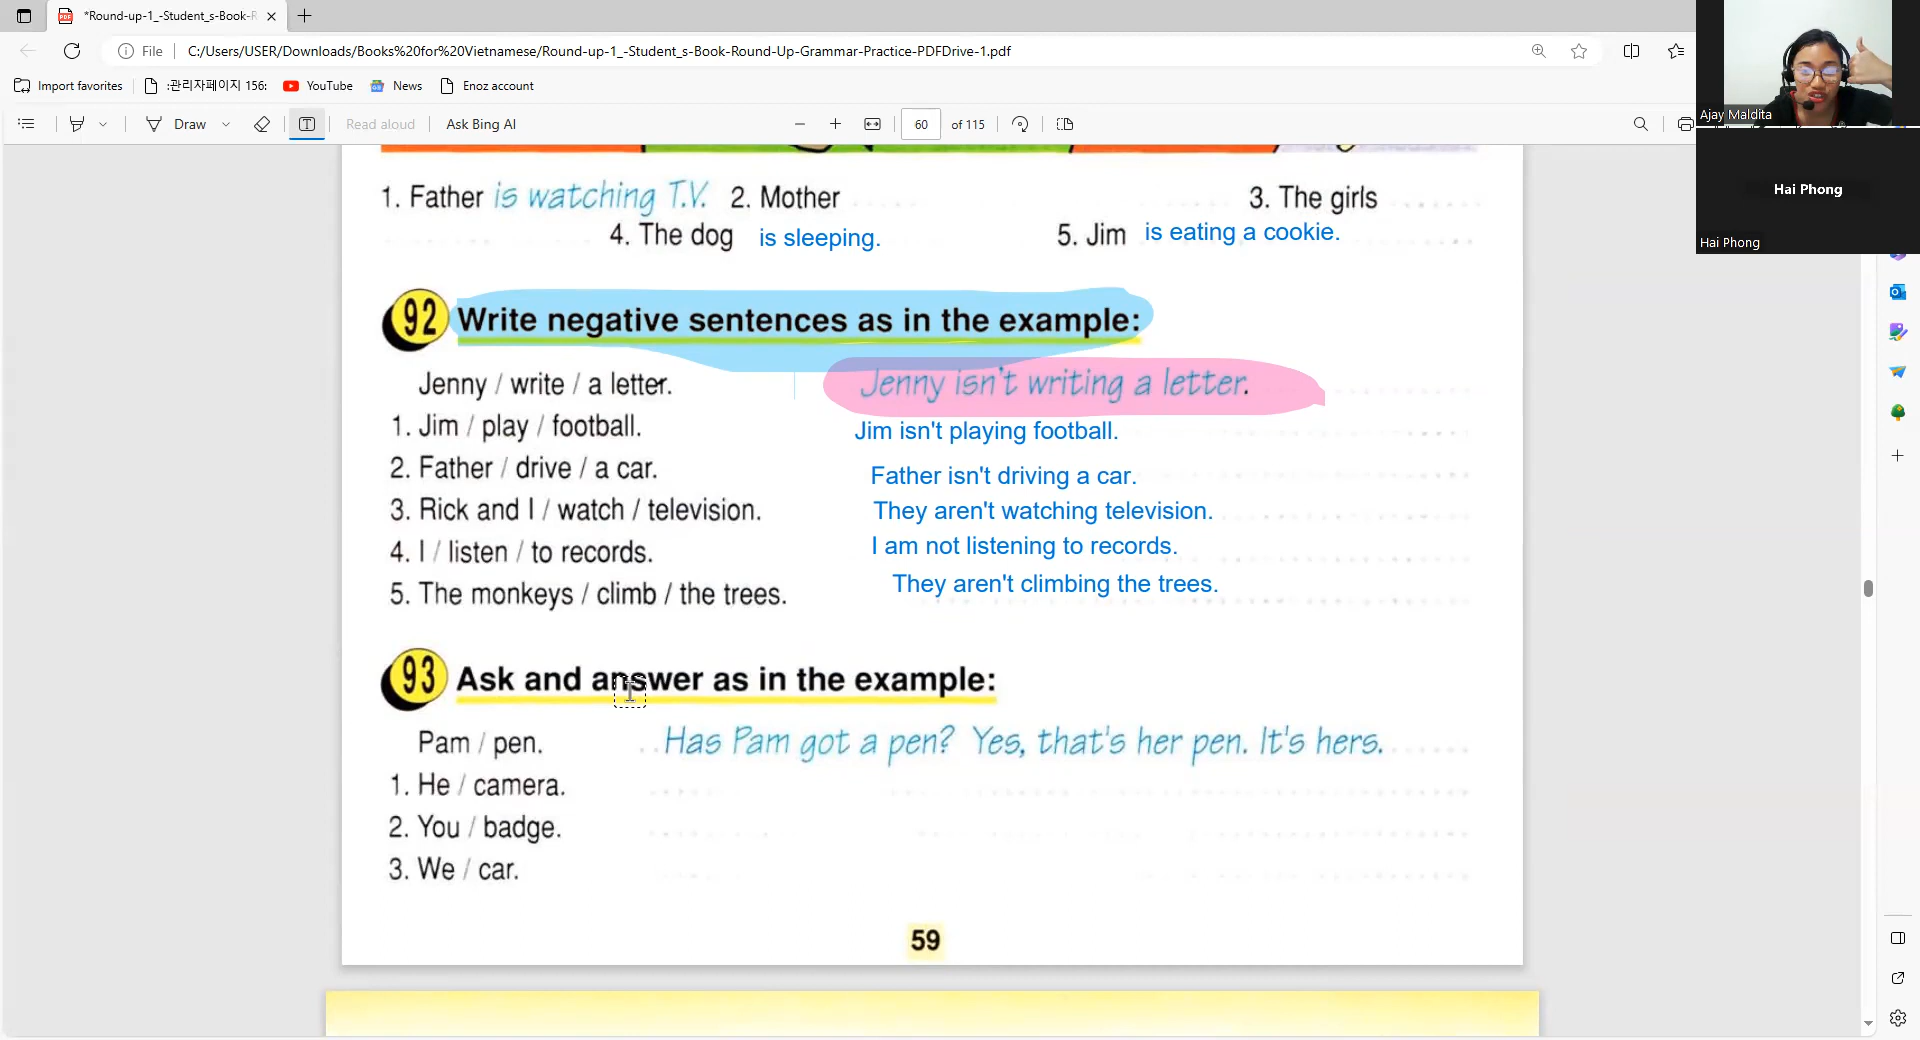 *Round-up-1_-Student_s-Book-R
File C:/Users/USER/Downloads/Books%20for%20Vietnamese/Round-up-1_-Student_s-Book-Round-Up-Grammar-Practice-PDFDrive-1.pdf
Import favorites :관리자페이지 156: YouTube News Enoz account
Draw Read aloud Ask Bing AI 60 of 115
Ajay Maldita
Hai Phong
Hai Phong
1. Father is watching T.V. 2. Mother 3. The girls
4. The dog is sleeping. 5. Jim is eating a cookie.
92 Write negative sentences as in the example:
Jenny / write / a letter. Jenny isn't writing a letter.
1. Jim / play / football. Jim isn't playing football.
2. Father / drive / a car. Father isn't driving a car.
3. Rick and I / watch / television. They aren't watching television.
4. I / listen / to records. I am not listening to records.
5. The monkeys / climb / the trees. They aren't climbing the trees.
93 Ask and answer as in the example:
Pam / pen. Has Pam got a pen? Yes, that's her pen. It's hers.
1. He / camera.
2. You / badge.
3. We / car.
59